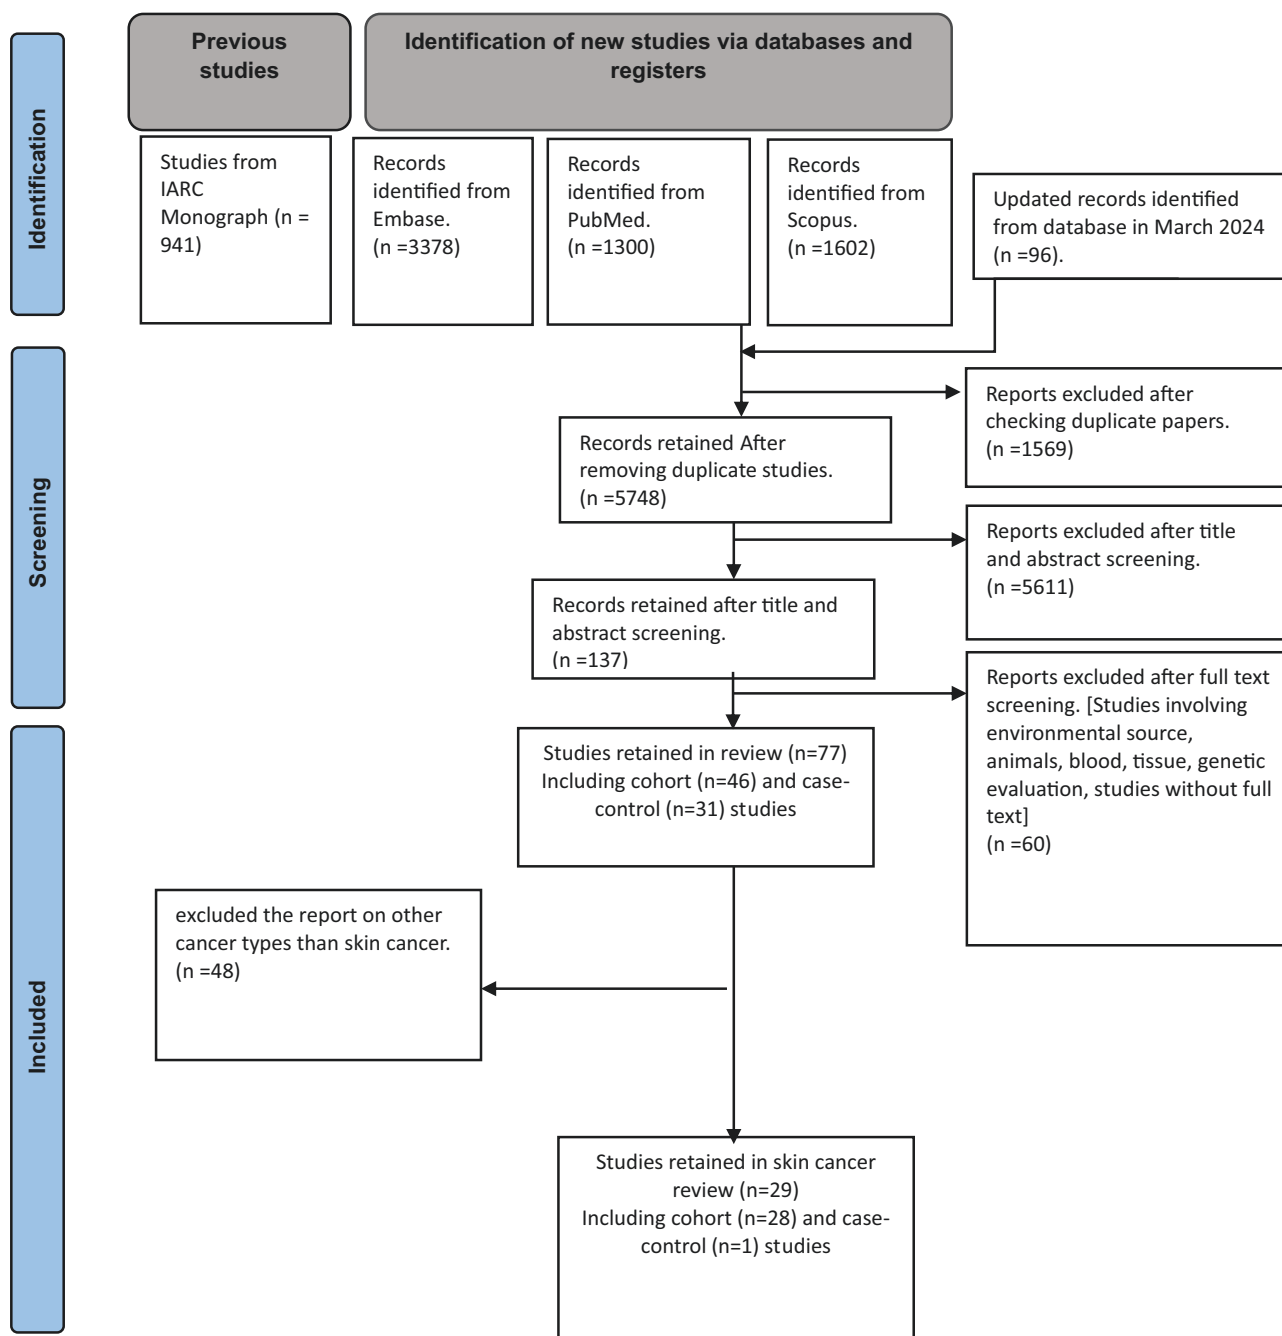 Previous
studies
Identification of new studies via databases and
registers
Identification
Studies from
IARC
Monograph (n =
941)
Records
identified from
Embase.
(n =3378)
Records
identified from
PubMed.
(n =1300)
Records
identified from
Scopus.
(n =1602)
Updated records identified
from database in March 2024
(n =96).
Screening
Reports excluded after
checking duplicate papers.
(n =1569)
Records retained After
removing duplicate studies.
(n =5748)
Reports excluded after title
and abstract screening.
(n =5611)
Records retained after title and
abstract screening.
(n =137)
Reports excluded after full text
screening. [Studies involving
environmental source,
animals, blood, tissue, genetic
evaluation, studies without full
text]
(n =60)
Included
Studies retained in review (n=77)
Including cohort (n=46) and case-
control (n=31) studies
excluded the report on other
cancer types than skin cancer.
(n =48)
Studies retained in skin cancer
review (n=29)
Including cohort (n=28) and case-
control (n=1) studies